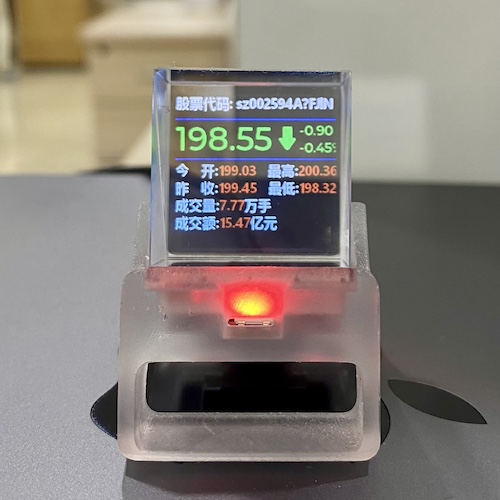 股票代码: sz002594A?
198.55
-0.90
-0.45%
今 开:199.03 最高:200.36
昨 收:199.45 最低:198.32
成交量:7.77万手
成交额:15.47亿元